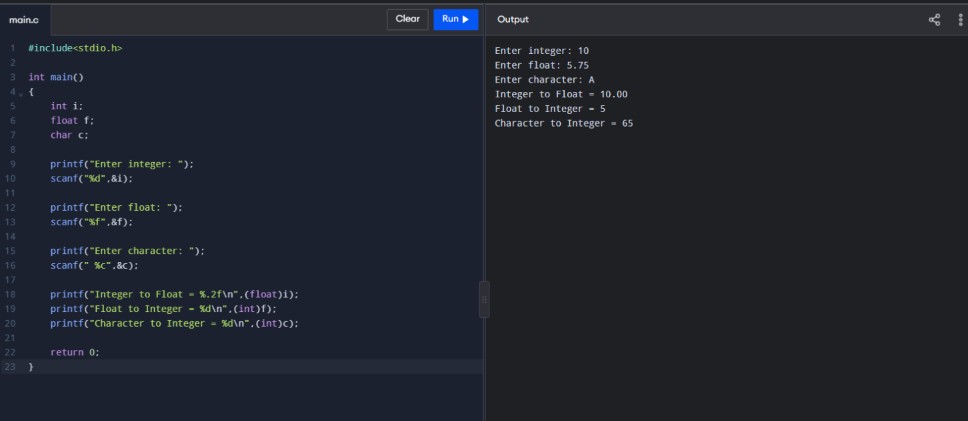 main.c
Clear
Run
1 #include<stdio.h>
2
3 int main()
4 {
5     int i;
6     float f;
7     char c;
8
9     printf("Enter integer: ");
10     scanf("%d",&i);
11
12     printf("Enter float: ");
13     scanf("%f",&f);
14
15     printf("Enter character: ");
16     scanf(" %c",&c);
17
18     printf("Integer to Float = %.2f\n",(float)i);
19     printf("Float to Integer = %d\n",(int)f);
20     printf("Character to Integer = %d\n",(int)c);
21
22     return 0;
23 }
Output
Enter integer: 10
Enter float: 5.75
Enter character: A
Integer to Float = 10.00
Float to Integer = 5
Character to Integer = 65